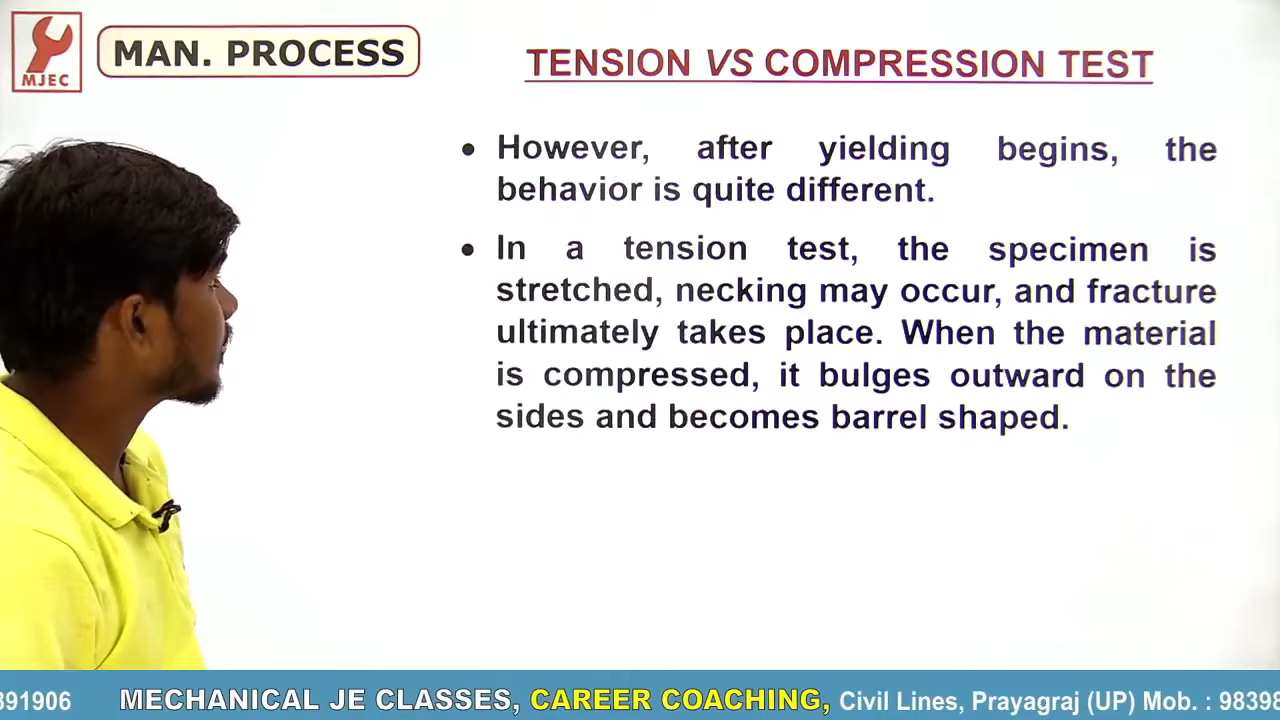 MJEC
MAN. PROCESS
TENSION VS COMPRESSION TEST
• However, after yielding begins, the
behavior is quite different.
• In a tension test, the specimen is
stretched, necking may occur, and fracture
ultimately takes place. When the material
is compressed, it bulges outward on the
sides and becomes barrel shaped.
891906 MECHANICAL JE CLASSES, CAREER COACHING, Civil Lines, Prayagraj (UP) Mob. : 98398